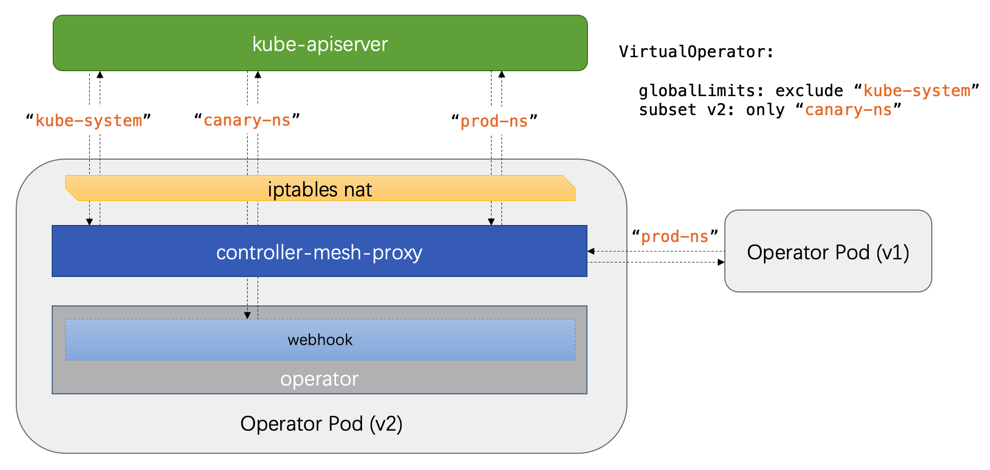 kube-apiserver
VirtualOperator:
globalLimits: exclude “kube-system”
subset v2: only “canary-ns”
“kube-system”
“canary-ns”
“prod-ns”
iptables nat
controller-mesh-proxy
“prod-ns”
Operator Pod (v1)
webhook
operator
Operator Pod (v2)